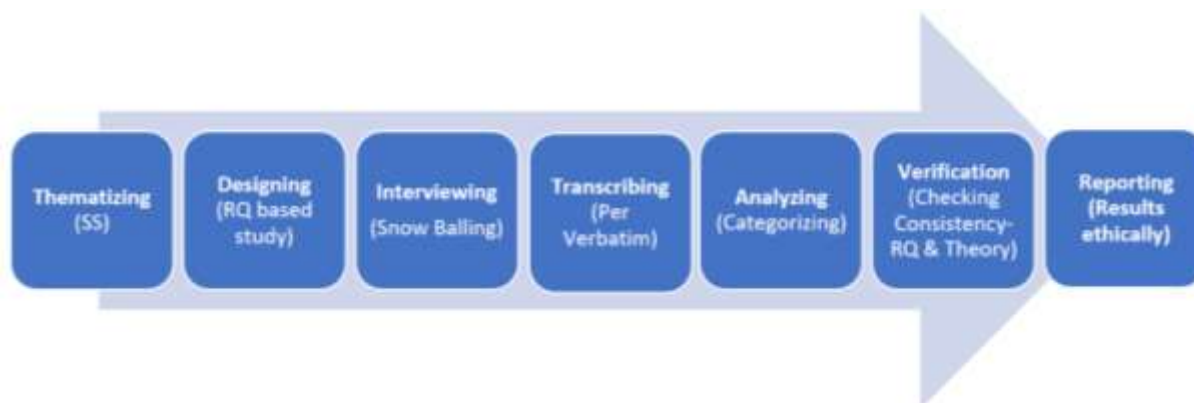 Thematizing
(SS)
Designing
(RQ based
study)
Interviewing
(Snow Balling)
Transcribing
(Per
Verbatim)
Analyzing
(Categorizing)
Verification
(Checking
Consistency-
RQ & Theory)
Reporting
(Results
ethically)